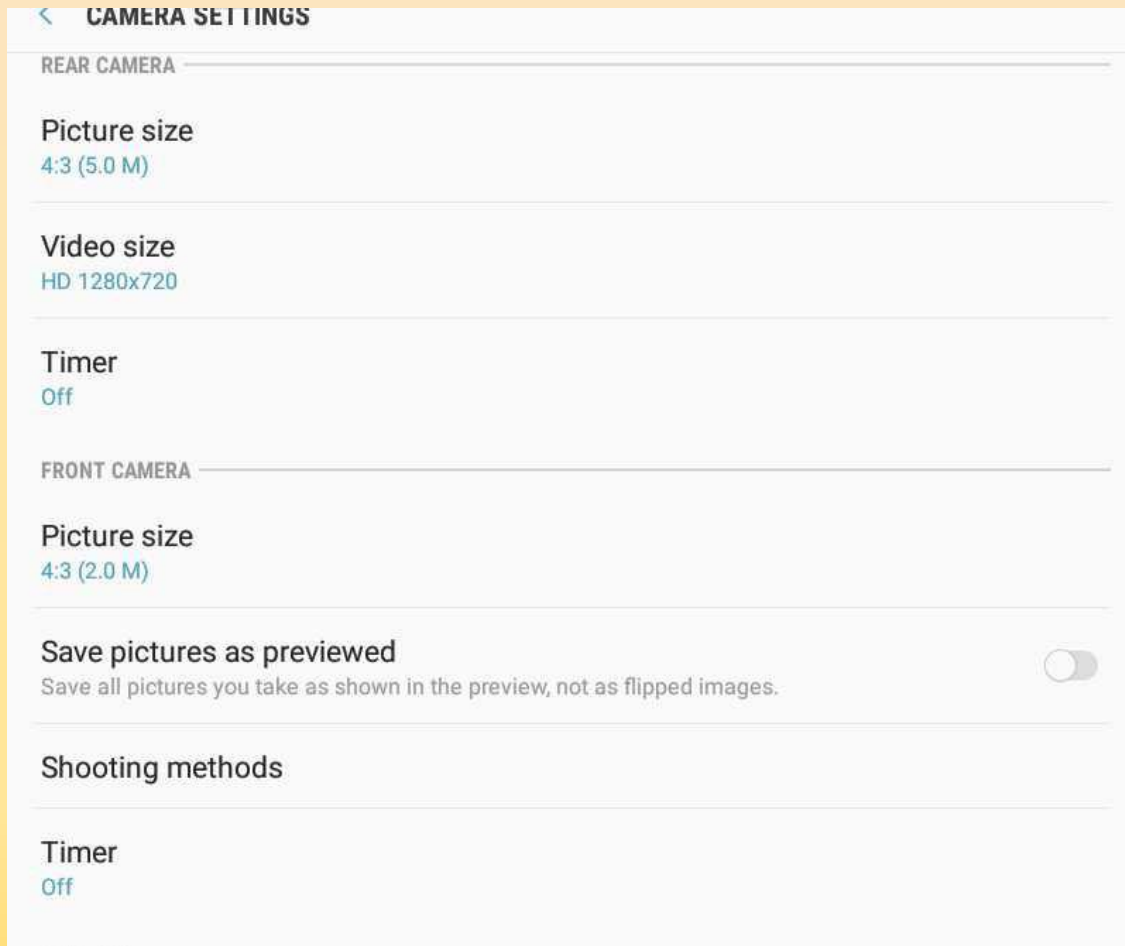 CAMERA SETTINGS
REAR CAMERA
Picture size
4:3 (5.0 M)
Video size
HD 1280x720
Timer
Off
FRONT CAMERA
Picture size
4:3 (2.0 M)
Save pictures as previewed
Save all pictures you take as shown in the preview, not as flipped images.
Shooting methods
Timer
Off